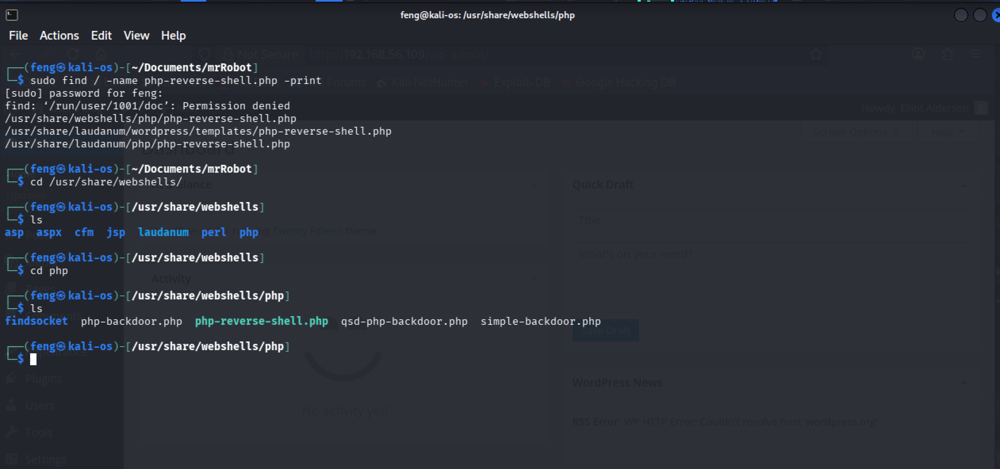 feng@kali-os: /usr/share/webshells/php
File Actions Edit View Help
Not Secure http://192.168.56.109/wp-admin/
┌──(feng㉿kali-os)-[~/Documents/mrRobot]
└─$ sudo find / -name php-reverse-shell.php -print
Forums Kali NetHunter Exploit-DB Google Hacking DB
[sudo] password for feng:
find: ‘/run/user/1001/doc’: Permission denied
Howdy, Elliot Alderson
/usr/share/webshells/php/php-reverse-shell.php
/usr/share/laudanum/wordpress/templates/php-reverse-shell.php
Screen Options Help
/usr/share/laudanum/php/php-reverse-shell.php
Dashboard
┌──(feng㉿kali-os)-[~/Documents/mrRobot]
Home
└─$ cd /usr/share/webshells/
Quick Draft
Updates
┌──(feng㉿kali-os)-[/usr/share/webshells]
└─$ ls
Title
asp aspx cfm jsp laudanum perl php
Twenty Fifteen theme.
┌──(feng㉿kali-os)-[/usr/share/webshells]
What's on your mind?
└─$ cd php
Activity
Pages
┌──(feng㉿kali-os)-[/usr/share/webshells/php]
└─$ ls
Comments
findsocket php-backdoor.php php-reverse-shell.php qsd-php-backdoor.php simple-backdoor.php
Save Draft
┌──(feng㉿kali-os)-[/usr/share/webshells/php]
Appearance
└─$
Plugins
WordPress News
Users
No activity yet!
RSS Error: WP HTTP Error: Couldn't resolve host 'wordpress.org'
Tools
Settings